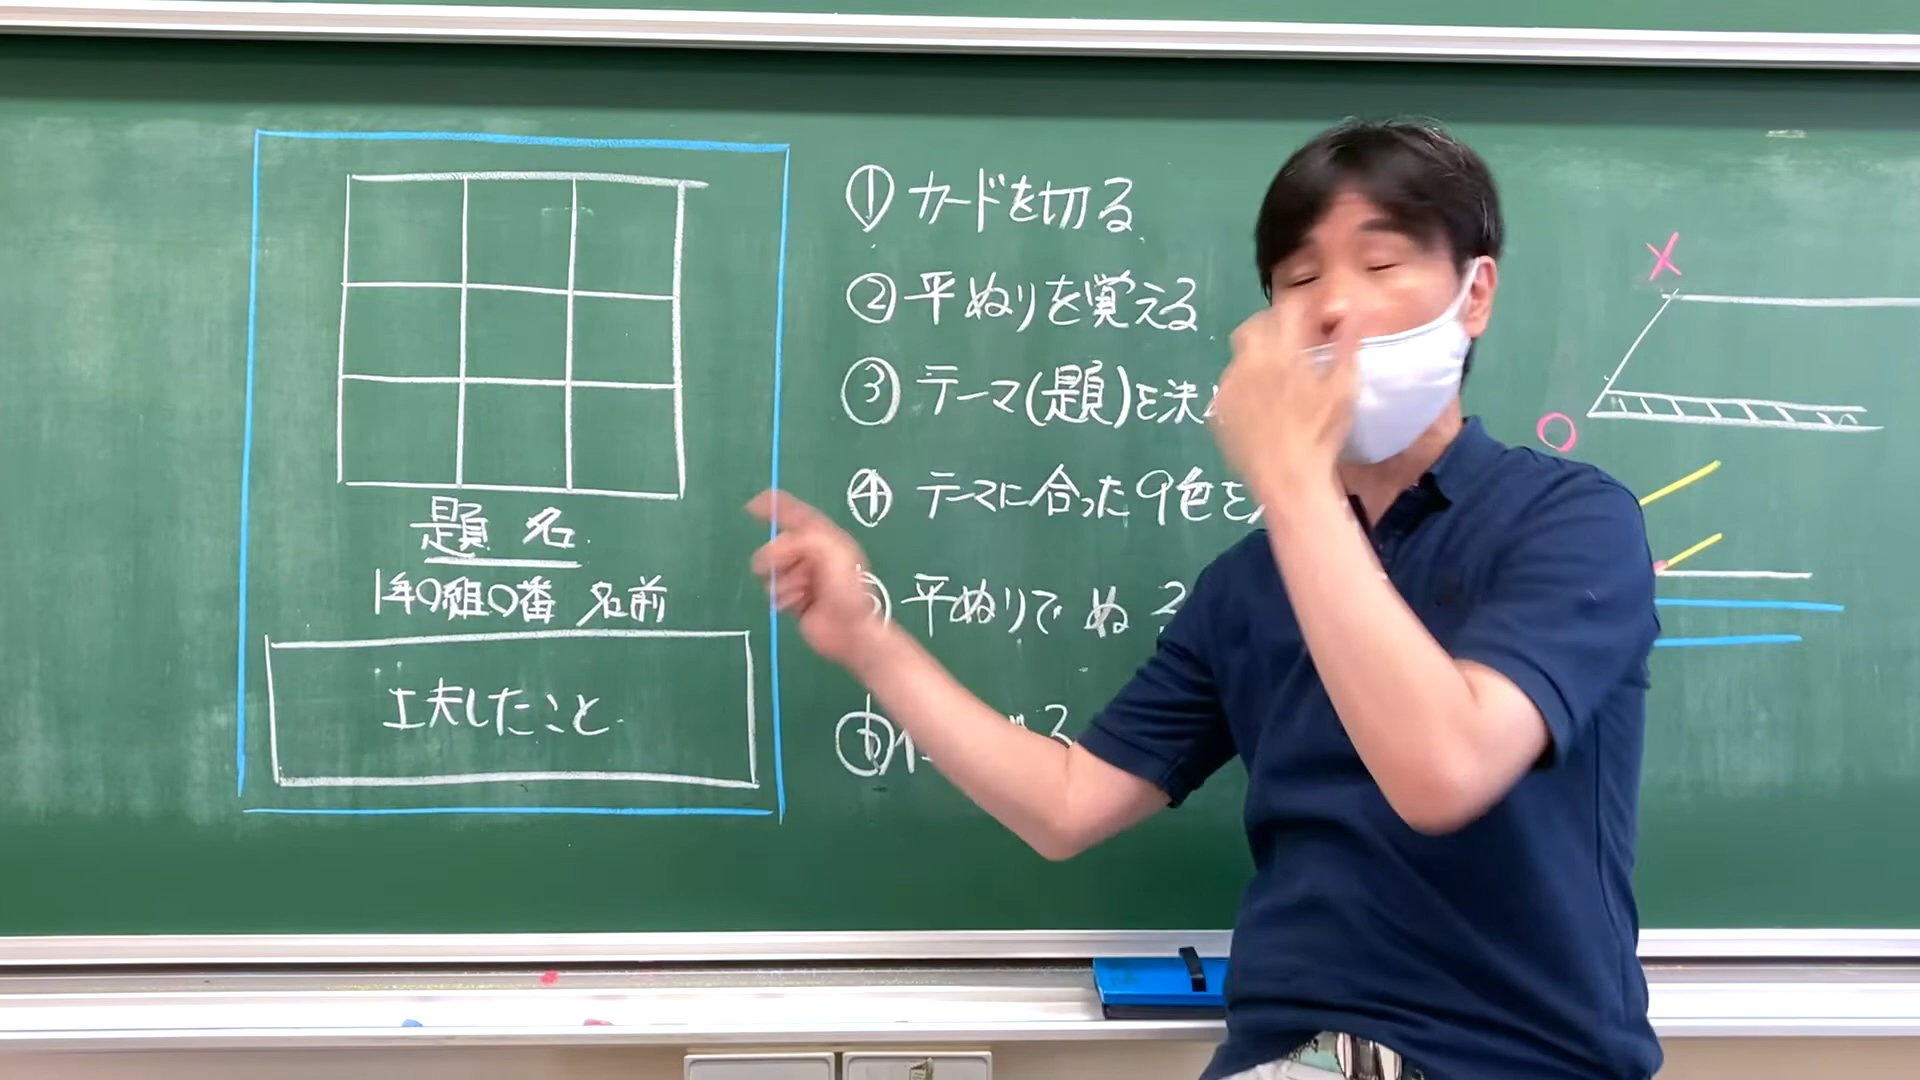 題名
1年○組○番 名前
工夫したこと
① カードを切る
② 平ぬりを覚える
③ テーマ(題)を決
④ テーマに合った9色を
平ぬりでぬる
⑥
×
○